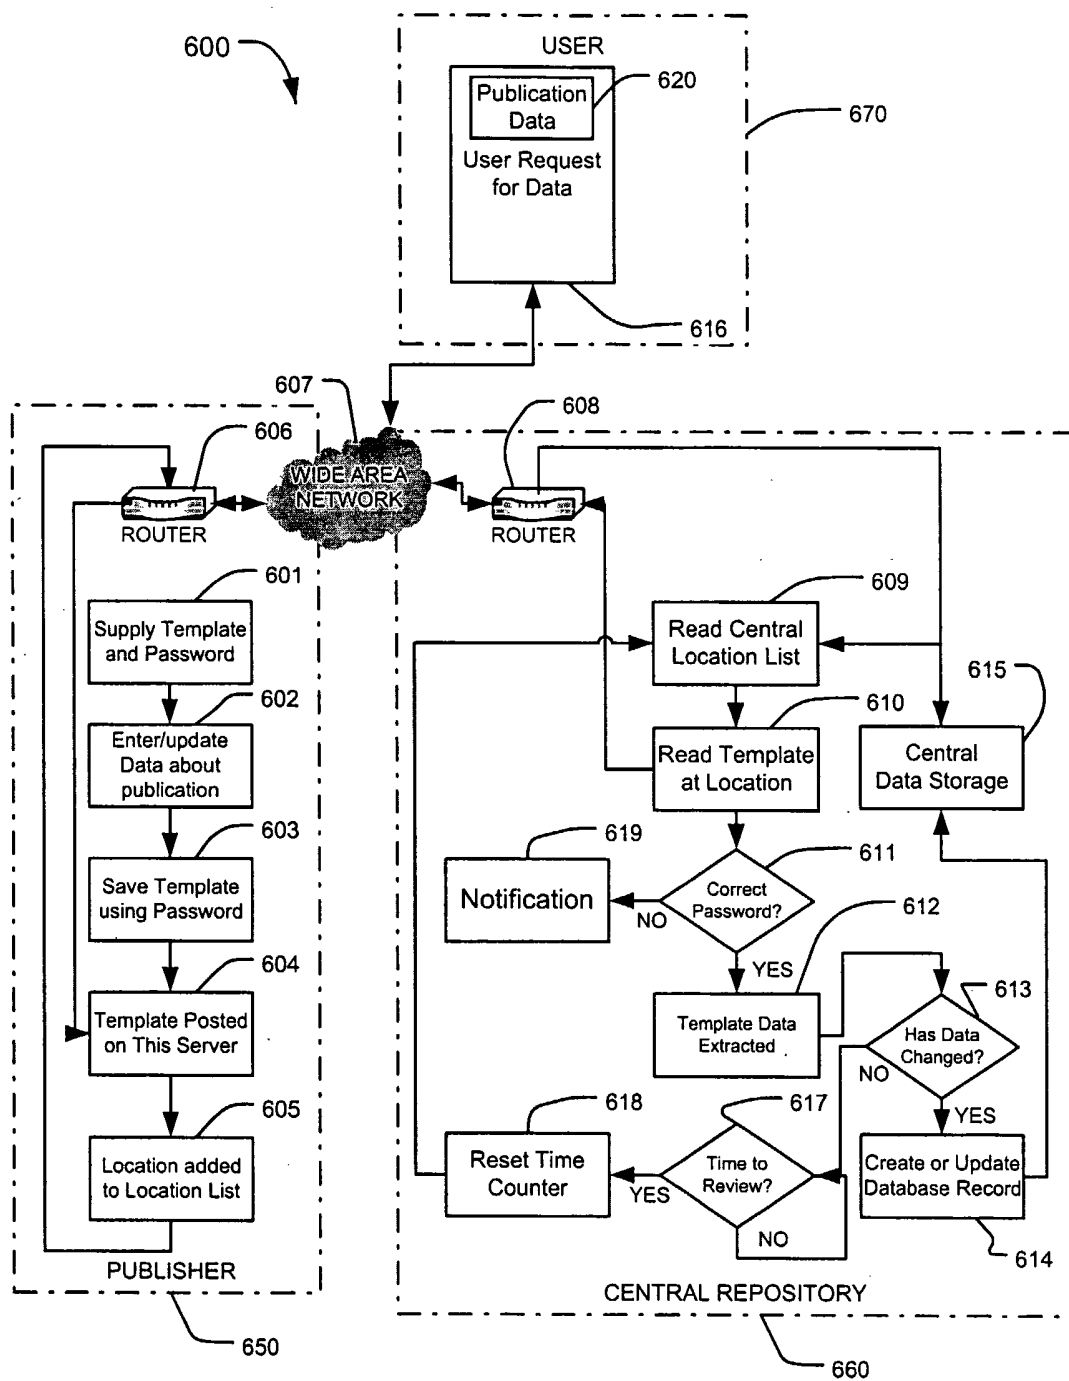 600
USER
Publication
Data
620
User Request
for Data
670
616
607
608
606
WIDE AREA
NETWORK
ROUTER
ROUTER
601
Supply Template
and Password
602
Enter/update
Data about
publication
603
Save Template
using Password
604
Template Posted
on This Server
605
Location added
to Location List
PUBLISHER
650
609
Read Central
Location List
610
Read Template
at Location
615
Central
Data Storage
619
Notification
611
Correct
Password?
NO
YES
612
Template Data
Extracted
613
Has Data
Changed?
NO
YES
618
Reset Time
Counter
617
Time to
Review?
YES
NO
Create or Update
Database Record
614
CENTRAL REPOSITORY
660